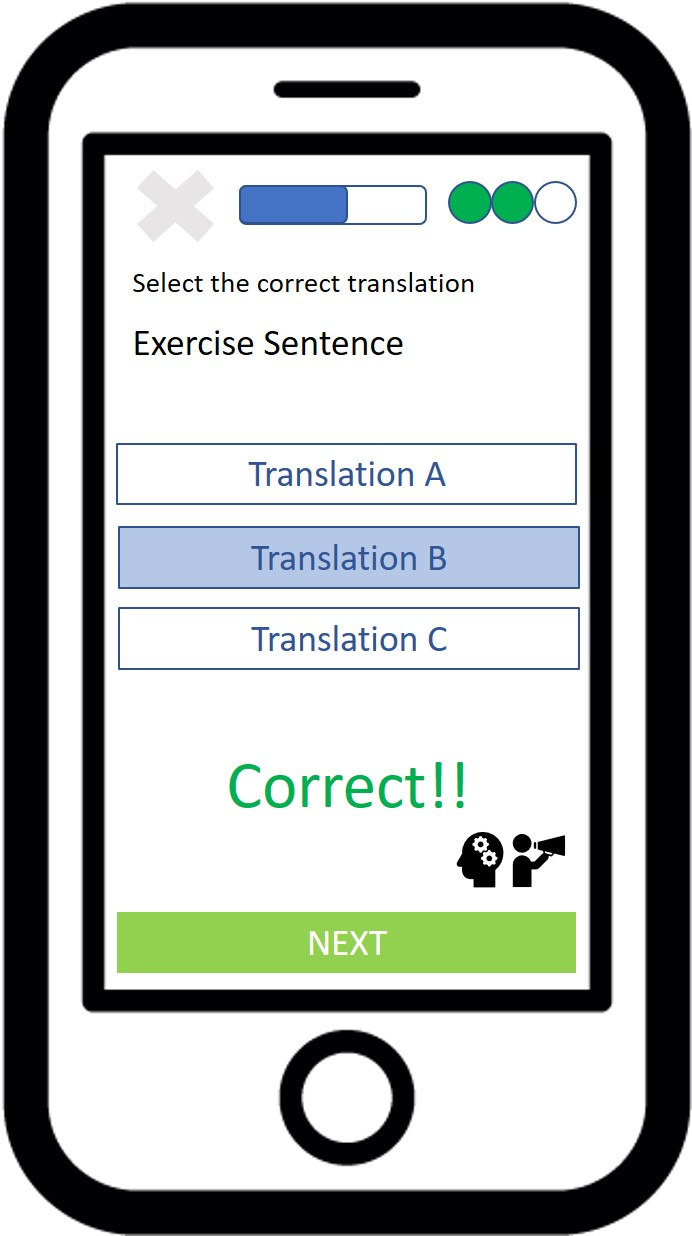 Select the correct translation
Exercise Sentence
Translation A
Translation B
Translation C
Correct!!
NEXT